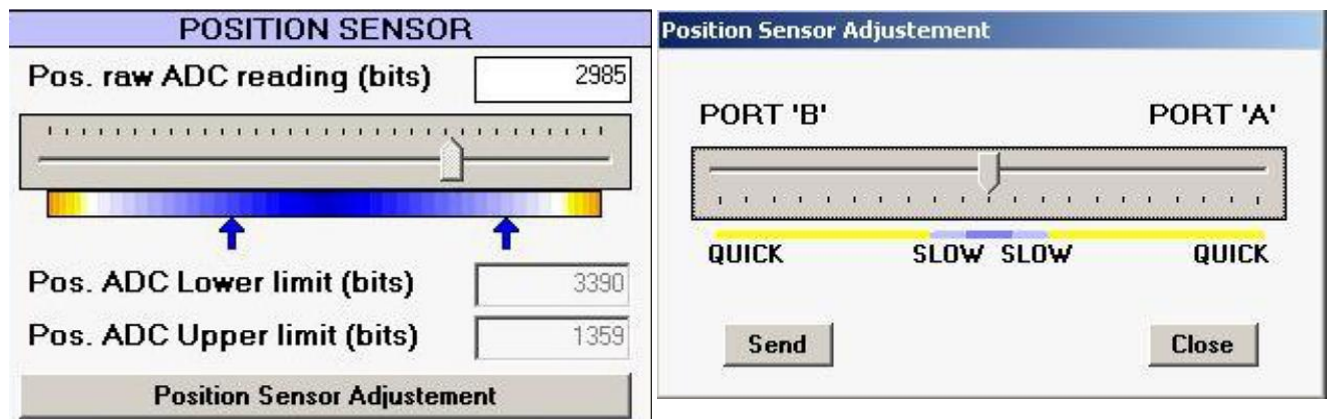 POSITION SENSOR
Pos. raw ADC reading (bits) 2985
Pos. ADC Lower limit (bits) 3390
Pos. ADC Upper limit (bits) 1359
Position Sensor Adjustement
Position Sensor Adjustement
PORT 'B' PORT 'A'
QUICK SLOW SLOW QUICK
Send Close